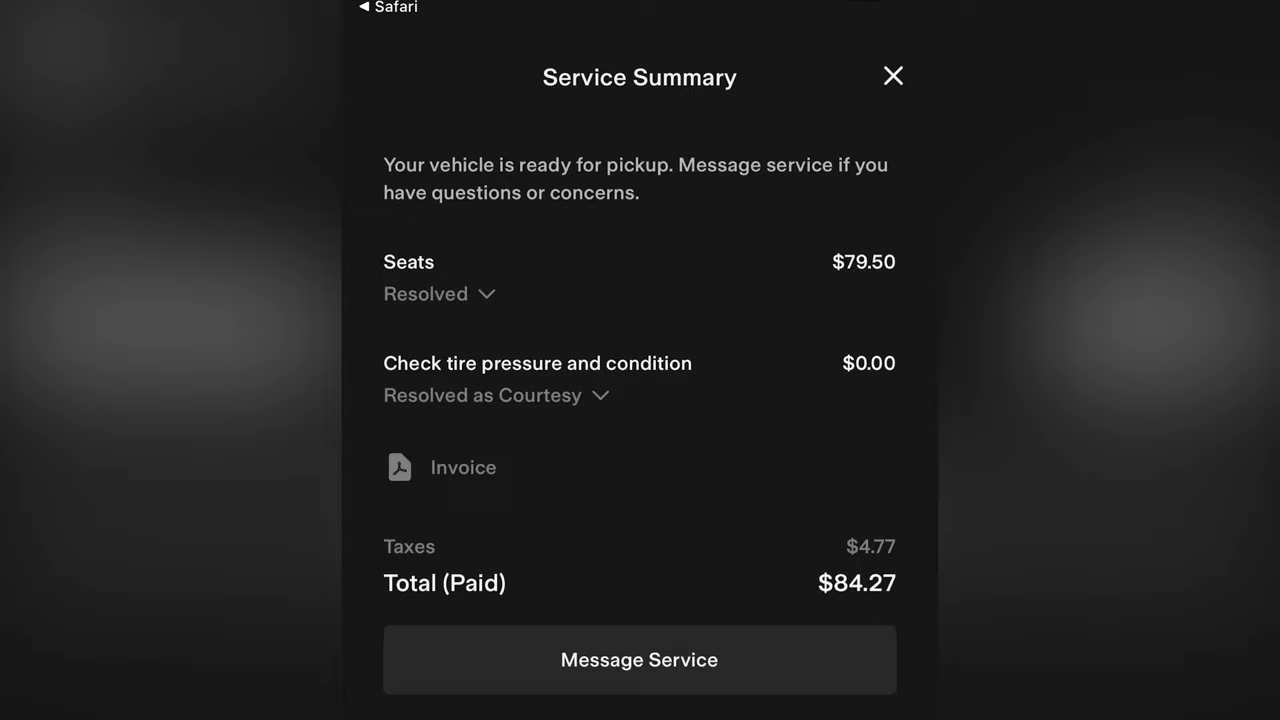 ◀ Safari
Service Summary
Your vehicle is ready for pickup. Message service if you
have questions or concerns.
Seats $79.50
Resolved
Check tire pressure and condition $0.00
Resolved as Courtesy
Invoice
Taxes $4.77
Total (Paid) $84.27
Message Service